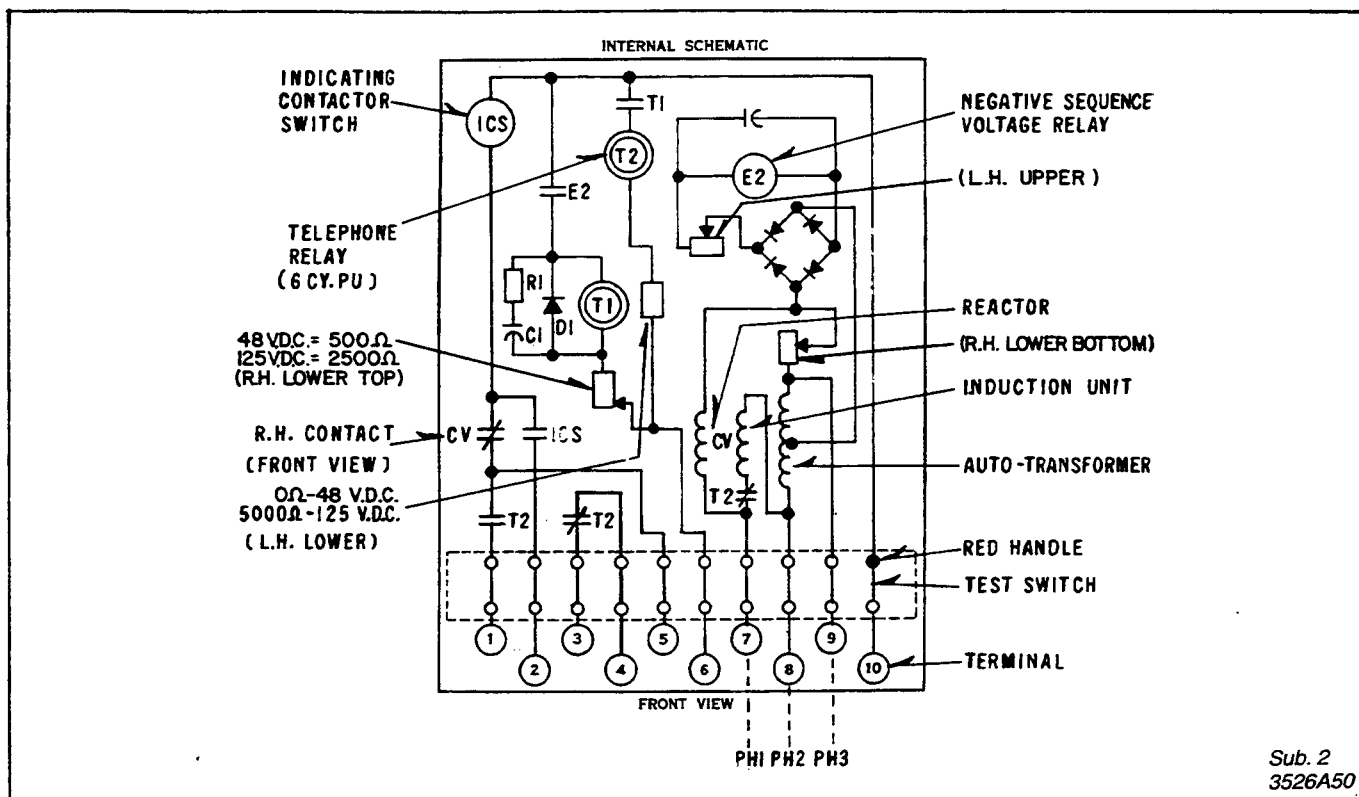 INTERNAL SCHEMATIC
INDICATING
CONTACTOR
SWITCH
ICS
T1
T2
E2
E2
NEGATIVE SEQUENCE
VOLTAGE RELAY
(L.H. UPPER)
TELEPHONE
RELAY
(6 CY. PU)
R1
C1
D1
T1
48 V.D.C. = 500Ω
125 V.D.C. = 2500Ω
(R.H. LOWER TOP)
REACTOR
(R.H. LOWER BOTTOM)
INDUCTION UNIT
AUTO-TRANSFORMER
R.H. CONTACT
(FRONT VIEW)
CV
ICS
CV
0Ω-48 V.D.C.
5000Ω-125 V.D.C.
(L.H. LOWER)
T2
T2
T2
RED HANDLE
TEST SWITCH
1
2
3
4
5
6
7
8
9
10
TERMINAL
FRONT VIEW
PH1 PH2 PH3
Sub. 2
3526A50